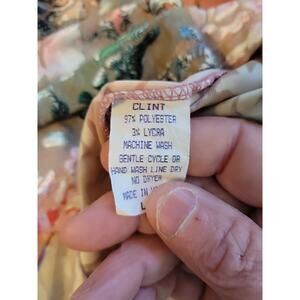 CLINT
97% POLYESTER
3% LYCRA
MACHINE WASH
GENTLE CYCLE OR
HAND WASH LINE DRY
NO DRYER
MADE IN
L